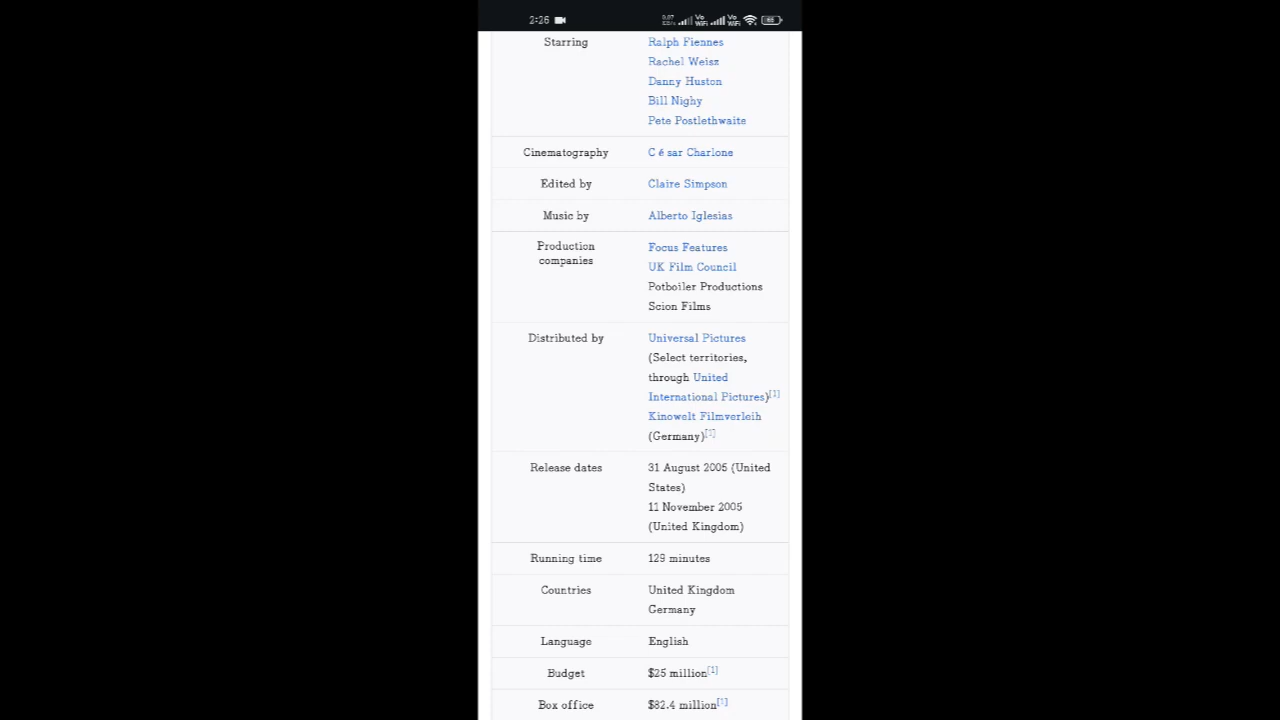 2:26
Starring
Ralph Fiennes
Rachel Weisz
Danny Huston
Bill Nighy
Pete Postlethwaite
Cinematography
C é sar Charlone
Edited by
Claire Simpson
Music by
Alberto Iglesias
Production
companies
Focus Features
UK Film Council
Potboiler Productions
Scion Films
Distributed by
Universal Pictures
(Select territories,
through United
International Pictures)[1]
Kinowelt Filmverleih
(Germany)[1]
Release dates
31 August 2005 (United
States)
11 November 2005
(United Kingdom)
Running time
129 minutes
Countries
United Kingdom
Germany
Language
English
Budget
$25 million[1]
Box office
$82.4 million[1]